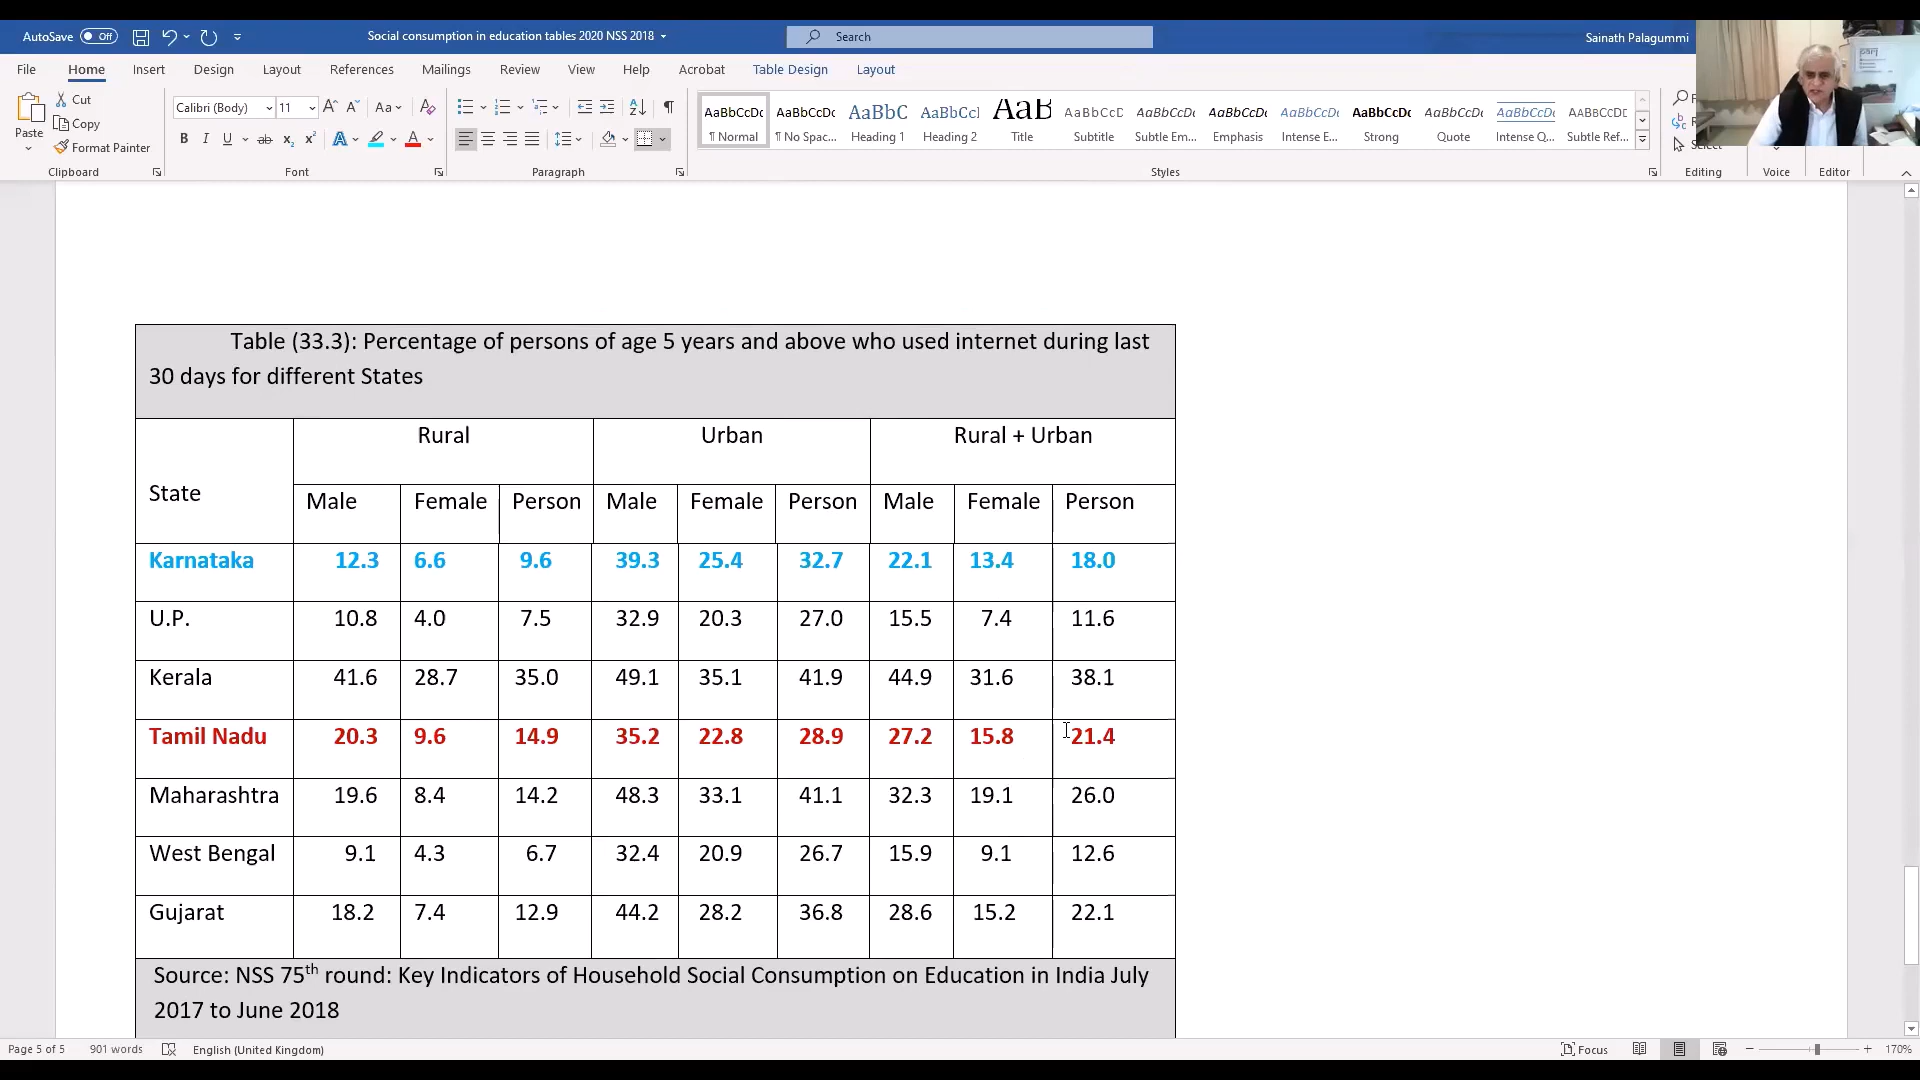 AutoSave Off Social consumption in education tables 2020 NSS 2018 Search Sainath Palagummi
File Home Insert Design Layout References Mailings Review View Help Acrobat Table Design Layout
Paste Cut
Copy
Format Painter
Calibri (Body) 11 Aa
B I U ab x₂ x² A A
AaBbCcDc AaBbCcDc AaBbC AaBbCcl AaB AaBbCcDc AaBbCcDc AaBbCcDc AaBbCcDc AaBbCcDc AaBbCcDc AaBbCcDc AABBCCDC
¶ Normal ¶ No Spac... Heading 1 Heading 2 Title Subtitle Subtle Em... Emphasis Intense E... Strong Quote Intense Q... Subtle Ref...
Select
Clipboard Font Paragraph Styles Editing Voice Editor
Table (33.3): Percentage of persons of age 5 years and above who used internet during last
30 days for different States
State Rural Urban Rural + Urban
Male Female Person Male Female Person Male Female Person
Karnataka 12.3 6.6 9.6 39.3 25.4 32.7 22.1 13.4 18.0
U.P. 10.8 4.0 7.5 32.9 20.3 27.0 15.5 7.4 11.6
Kerala 41.6 28.7 35.0 49.1 35.1 41.9 44.9 31.6 38.1
Tamil Nadu 20.3 9.6 14.9 35.2 22.8 28.9 27.2 15.8 21.4
Maharashtra 19.6 8.4 14.2 48.3 33.1 41.1 32.3 19.1 26.0
West Bengal 9.1 4.3 6.7 32.4 20.9 26.7 15.9 9.1 12.6
Gujarat 18.2 7.4 12.9 44.2 28.2 36.8 28.6 15.2 22.1
Source: NSS 75th round: Key Indicators of Household Social Consumption on Education in India July
2017 to June 2018
Page 5 of 5 901 words English (United Kingdom) Focus 170%